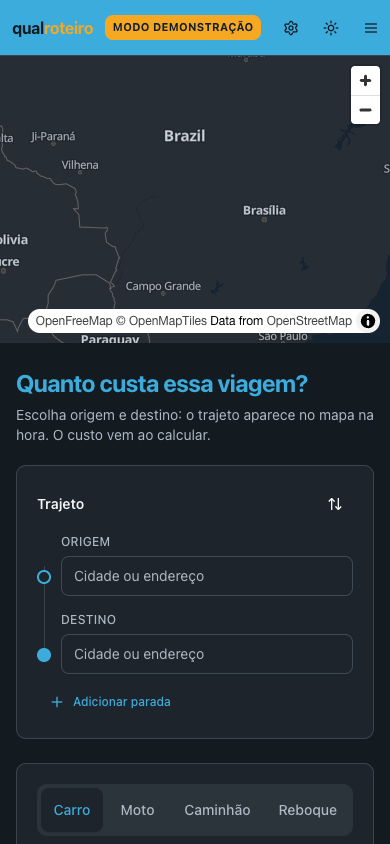 qualroteiro
MODO DEMONSTRAÇÃO
Ji-Paraná
Brazil
Vilhena
Brasília
Campo Grande
OpenFreeMap © OpenMapTiles Data from OpenStreetMap
Paraguay
São Paulo
Quanto custa essa viagem?
Escolha origem e destino: o trajeto aparece no mapa na
hora. O custo vem ao calcular.
Trajeto
ORIGEM
Cidade ou endereço
DESTINO
Cidade ou endereço
+ Adicionar parada
Carro Moto Caminhão Reboque